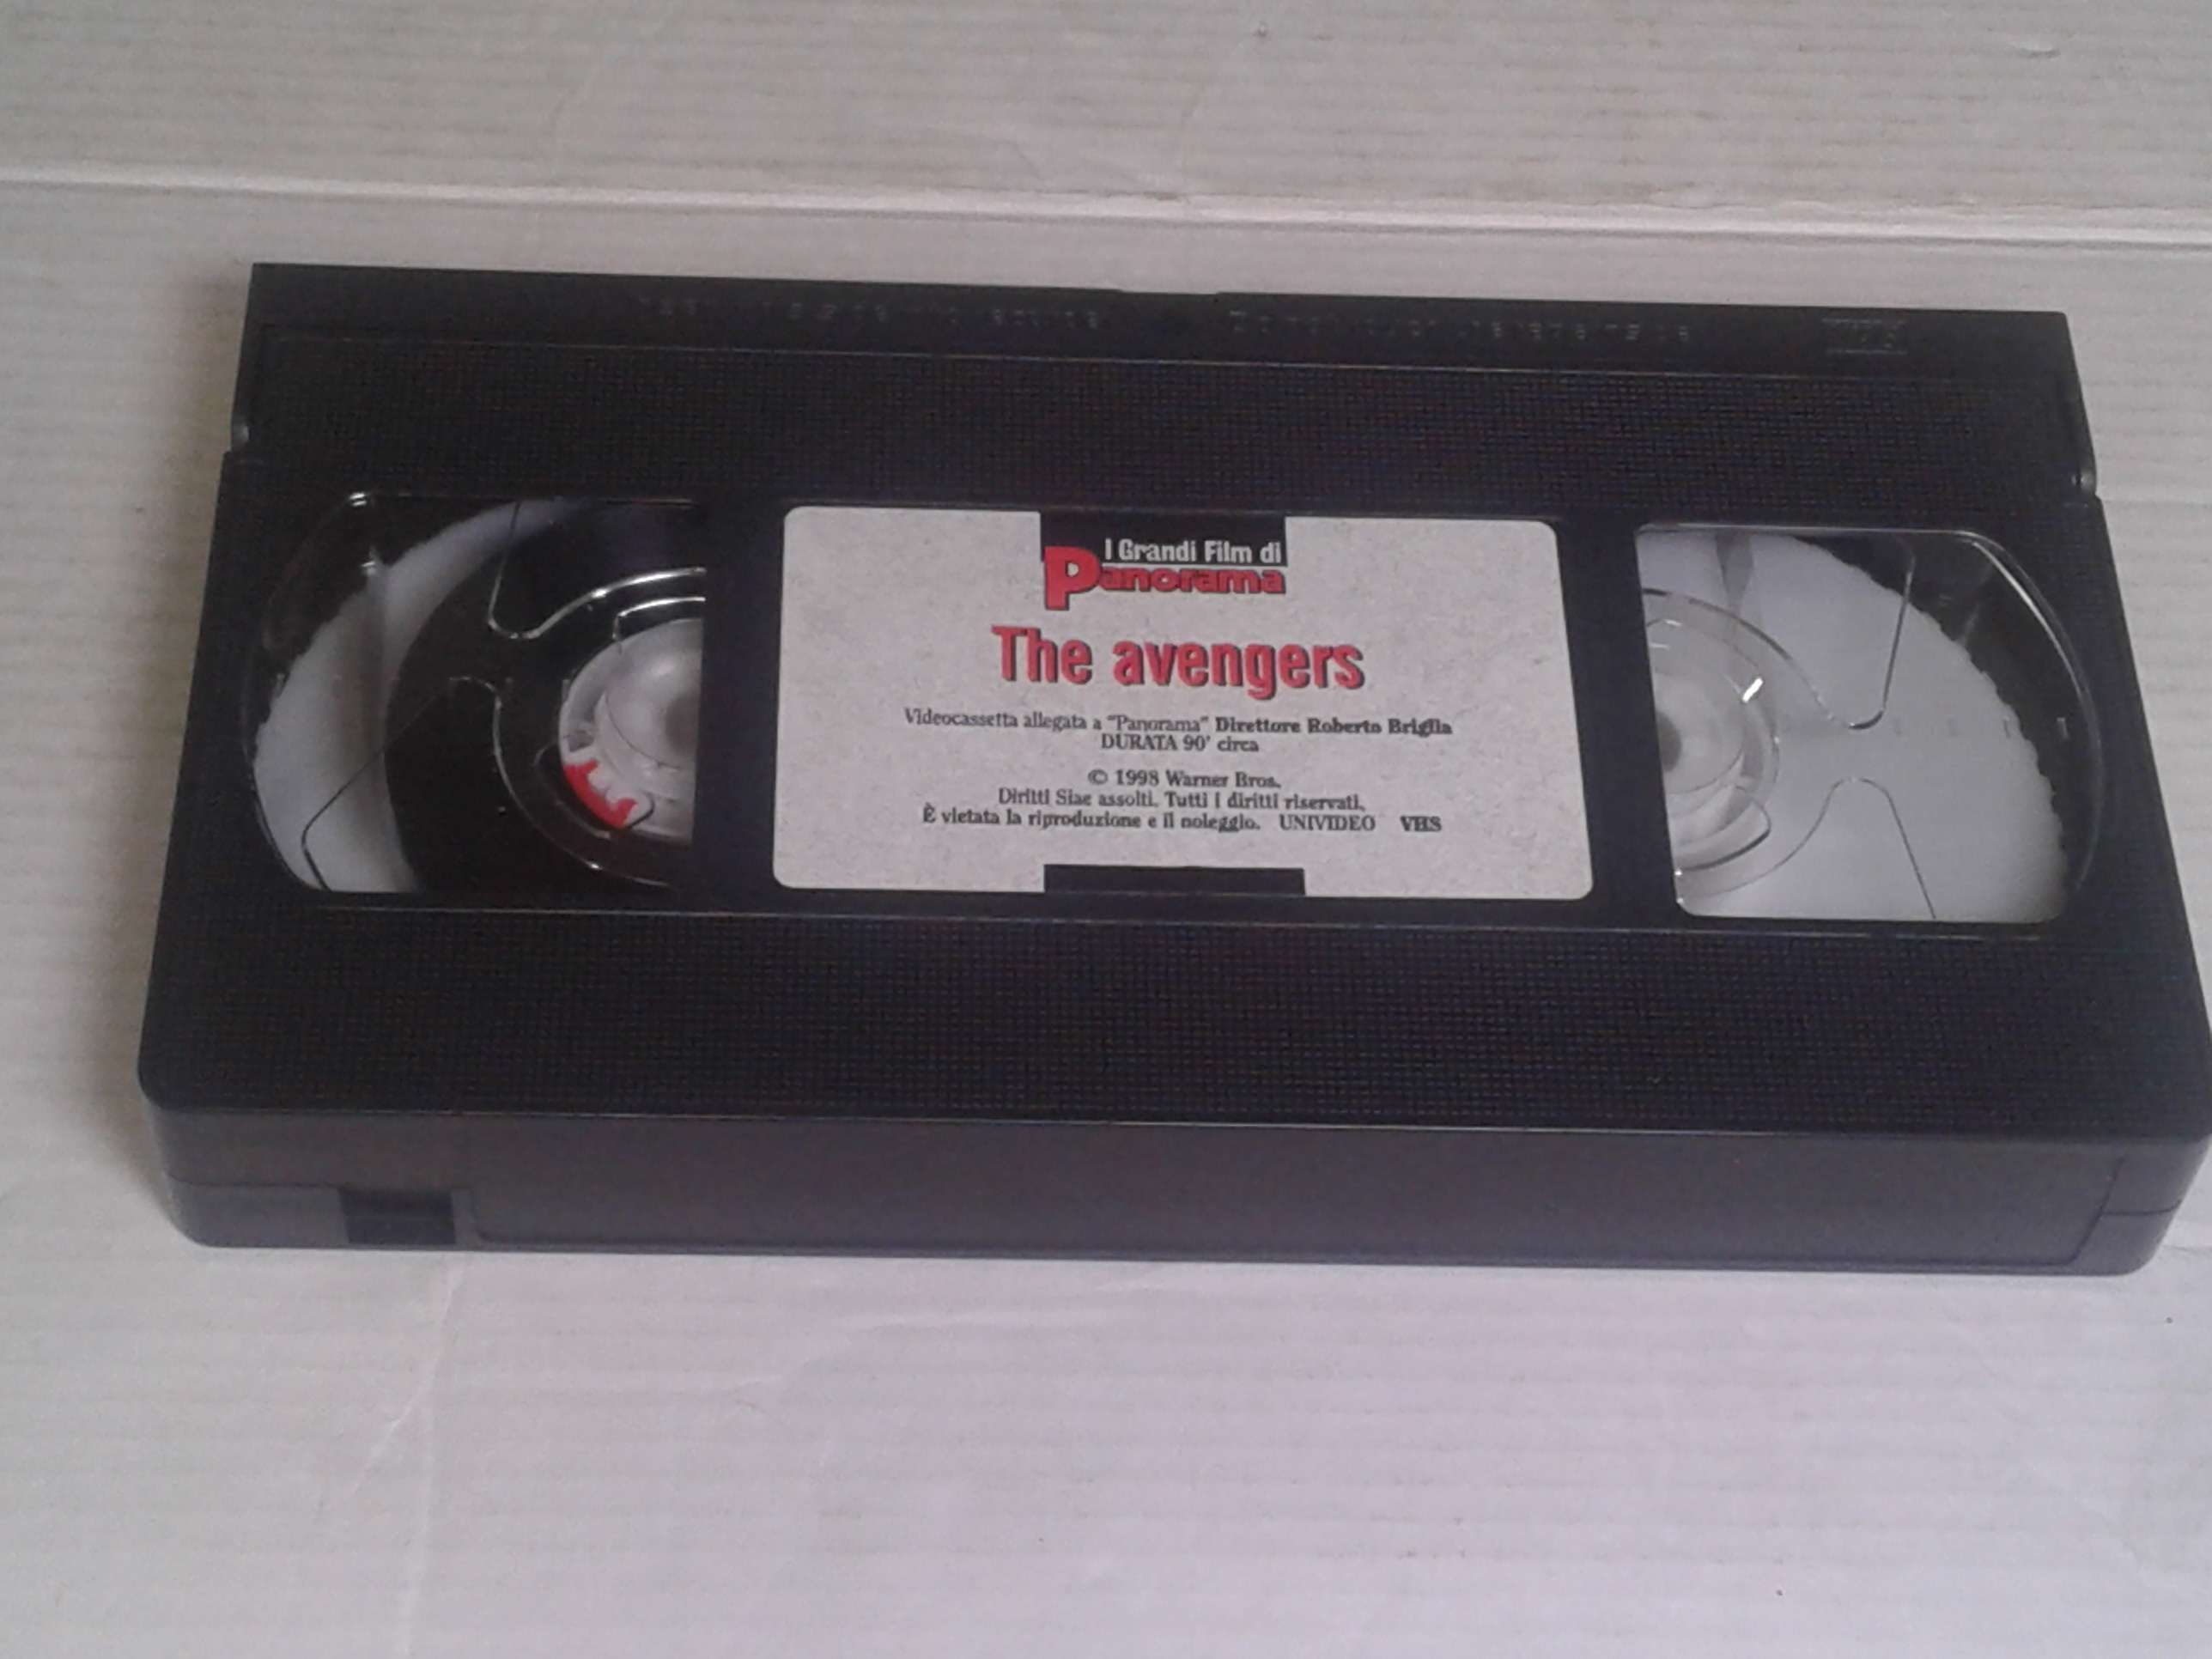 I Grandi Film di
Panorama
The avengers
Videocassetta allegata a "Panorama" Direttore Roberto Briglia
DURATA 90' circa
© 1998 Warner Bros.
Diritti Siae assolti. Tutti i diritti riservati.
È vietata la riproduzione e il noleggio. UNIVIDEO VHS